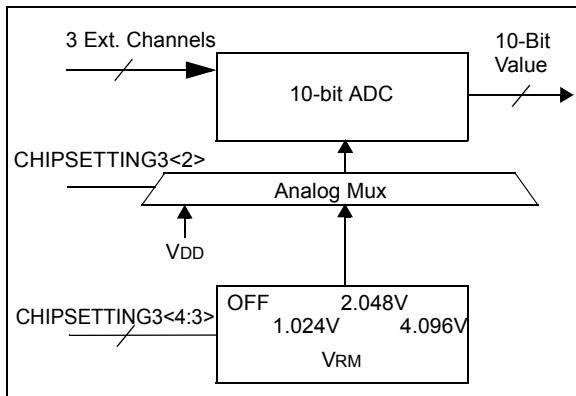 3 Ext. Channels
10-Bit
Value
10-bit ADC
CHIPSETTING3<2>
Analog Mux
VDD
CHIPSETTING3<4:3>
OFF 2.048V
1.024V 4.096V
VRM